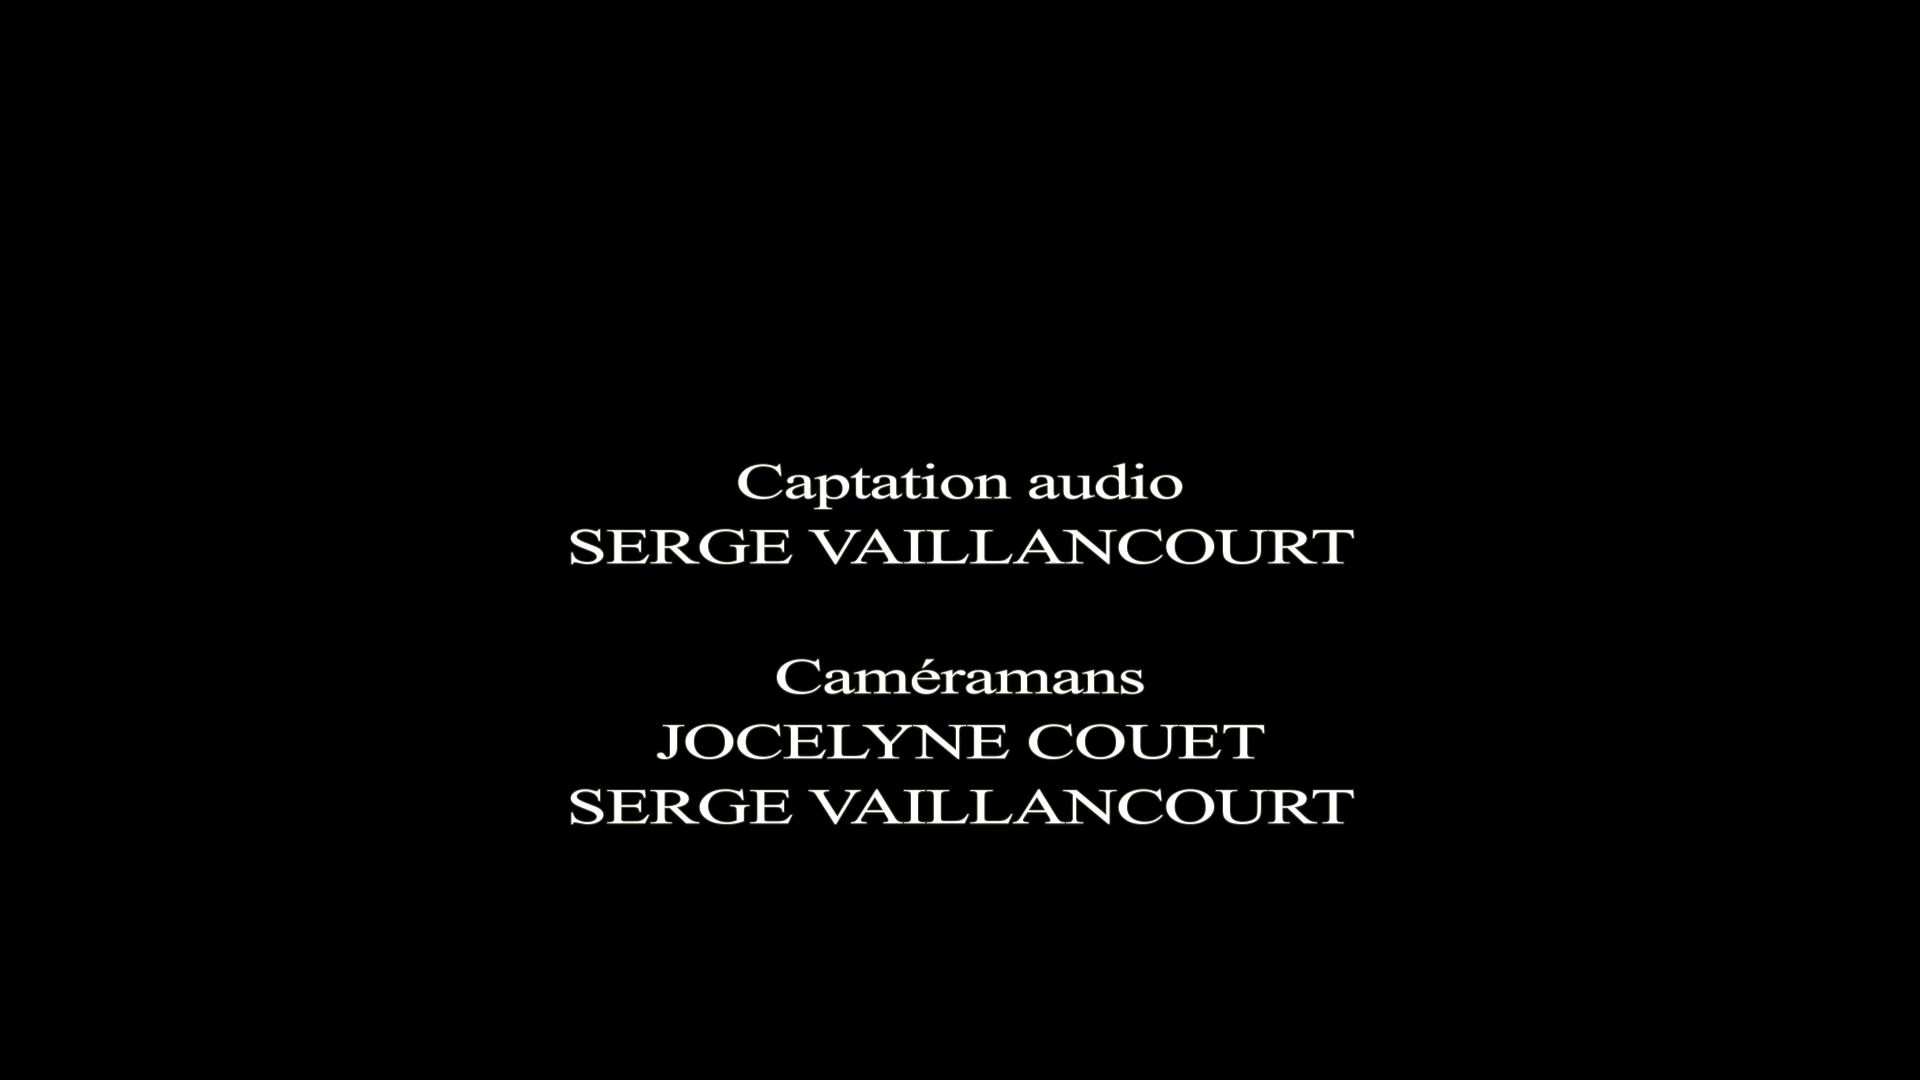 Captation audio
SERGE VAILLANCOURT
Caméramans
JOCELYNE COUET
SERGE VAILLANCOURT